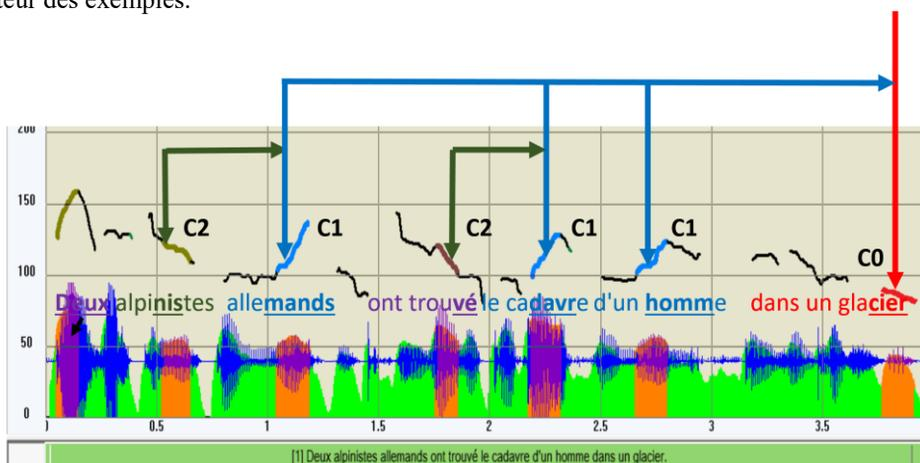 teur des exemples.
200
150
100
50
0
C2 C1 C2 C1 C1 C0
Deux alpinistes allemands ont trouvé le cadavre d'un homme dans un glacier
0.5 1 1.5 2 2.5 3 3.5
[1] Deux alpinistes allemands ont trouvé le cadavre d'un homme dans un glacier.